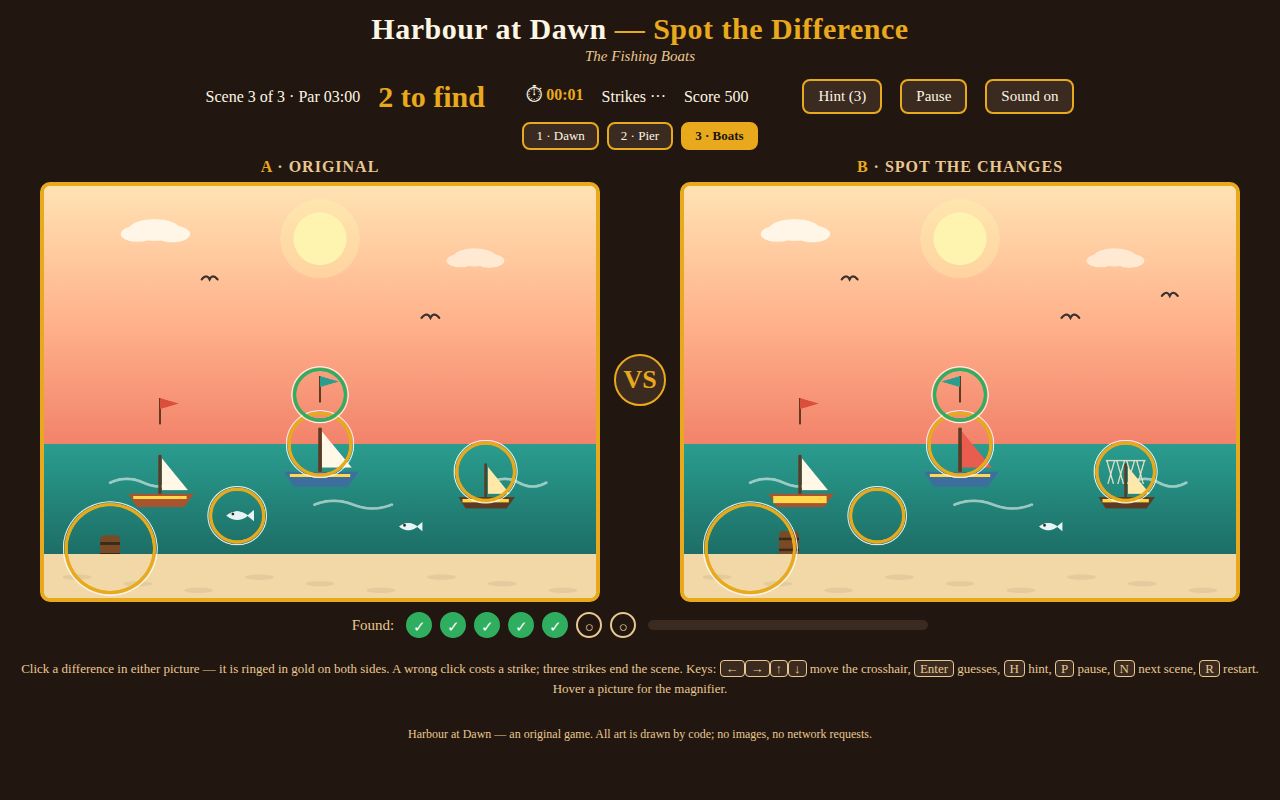 Harbour at Dawn — Spot the Difference
The Fishing Boats
Scene 3 of 3 · Par 03:00 2 to find ⏱ 00:01 Strikes ··· Score 500 Hint (3) Pause Sound on
1 · Dawn 2 · Pier 3 · Boats
A · ORIGINAL B · SPOT THE CHANGES
VS
Found: ✓ ✓ ✓ ✓ ✓ ○ ○
Click a difference in either picture — it is ringed in gold on both sides. A wrong click costs a strike; three strikes end the scene. Keys: ← → ↑ ↓ move the crosshair, Enter guesses, H hint, P pause, N next scene, R restart.
Hover a picture for the magnifier.
Harbour at Dawn — an original game. All art is drawn by code; no images, no network requests.